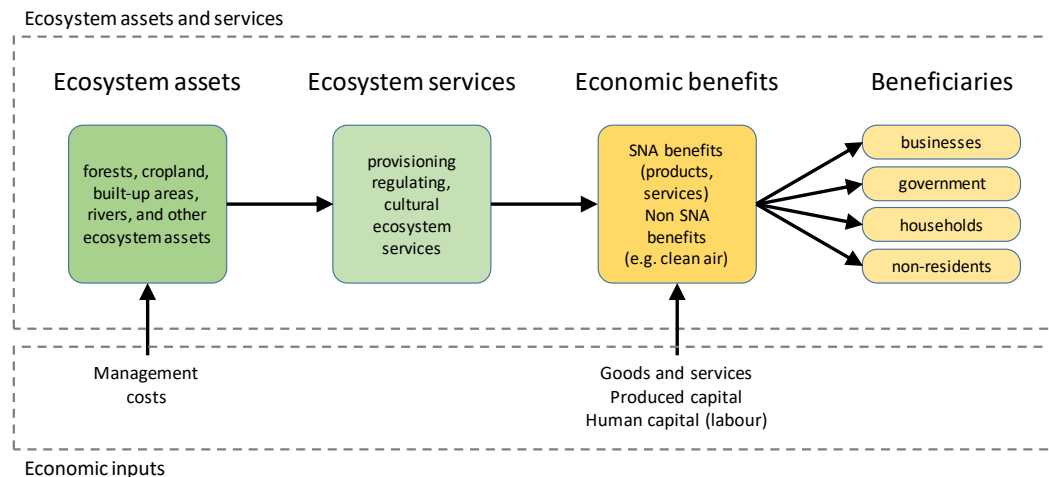 Ecosystem assets and services
Ecosystem assets
Ecosystem services
Economic benefits
Beneficiaries
forests, cropland,
built-up areas,
rivers, and other
ecosystem assets
provisioning
regulating,
cultural
ecosystem
services
SNA benefits
(products,
services)
Non SNA
benefits
(e.g. clean air)
businesses
government
households
non-residents
Management
costs
Goods and services
Produced capital
Human capital (labour)
Economic inputs